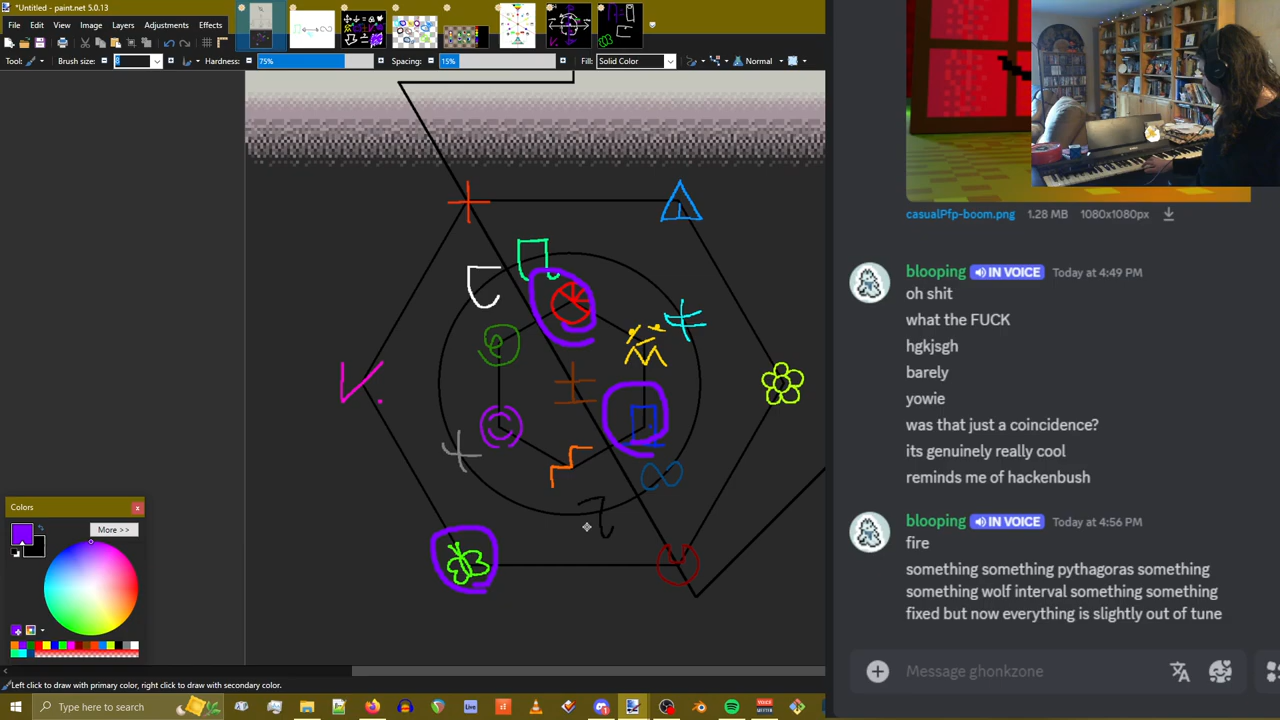 *Untitled - paint.net 5.0.13
File Edit View Image Layers Adjustments Effects
Tool: Brush size: Hardness: 75% Spacing: 15% Fill: Solid Color Normal
Colors
More >>
Left click to draw with primary color, right click to draw with secondary color.
Type here to search
casualPfp-boom.png 1.28 MB 1080x1080px
blooping IN VOICE Today at 4:49 PM
oh shit
what the FUCK
hgkjsgh
barely
yowie
was that just a coincidence?
its genuinely really cool
reminds me of hackenbush
blooping IN VOICE Today at 4:56 PM
fire
something something pythagoras something
something wolf interval something something
fixed but now everything is slightly out of tune
Message ghonkzone